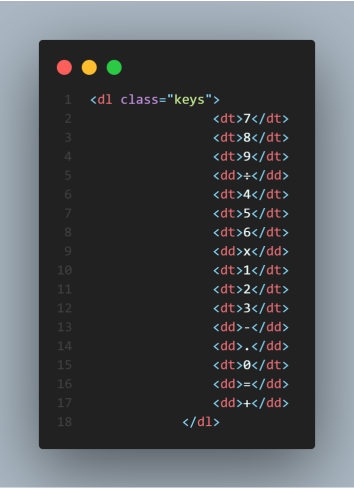 1 <dl class="keys">
2 <dt>7</dt>
3 <dt>8</dt>
4 <dt>9</dt>
5 <dd>÷</dd>
6 <dt>4</dt>
7 <dt>5</dt>
8 <dt>6</dt>
9 <dd>x</dd>
10 <dt>1</dt>
11 <dt>2</dt>
12 <dt>3</dt>
13 <dd>-</dd>
14 <dd>.</dd>
15 <dt>0</dt>
16 <dd>=</dd>
17 <dd>+</dd>
18 </dl>